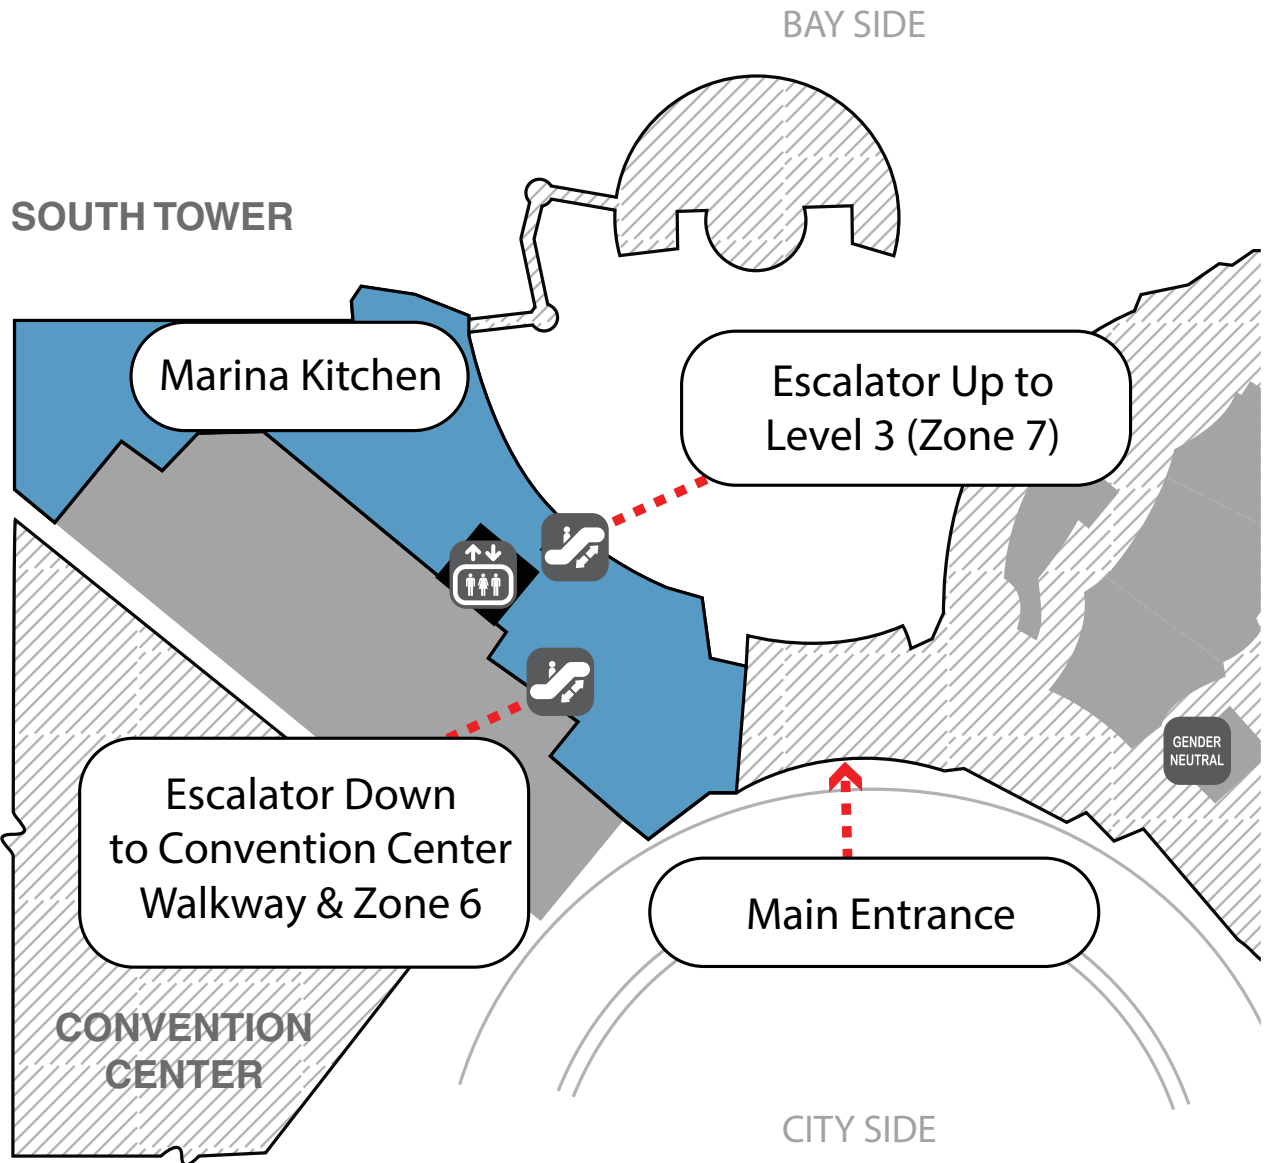 BAY SIDE
SOUTH TOWER
Marina Kitchen
Escalator Up to
Level 3 (Zone 7)
GENDER
NEUTRAL
Escalator Down
to Convention Center
Walkway & Zone 6
Main Entrance
CONVENTION
CENTER
CITY SIDE